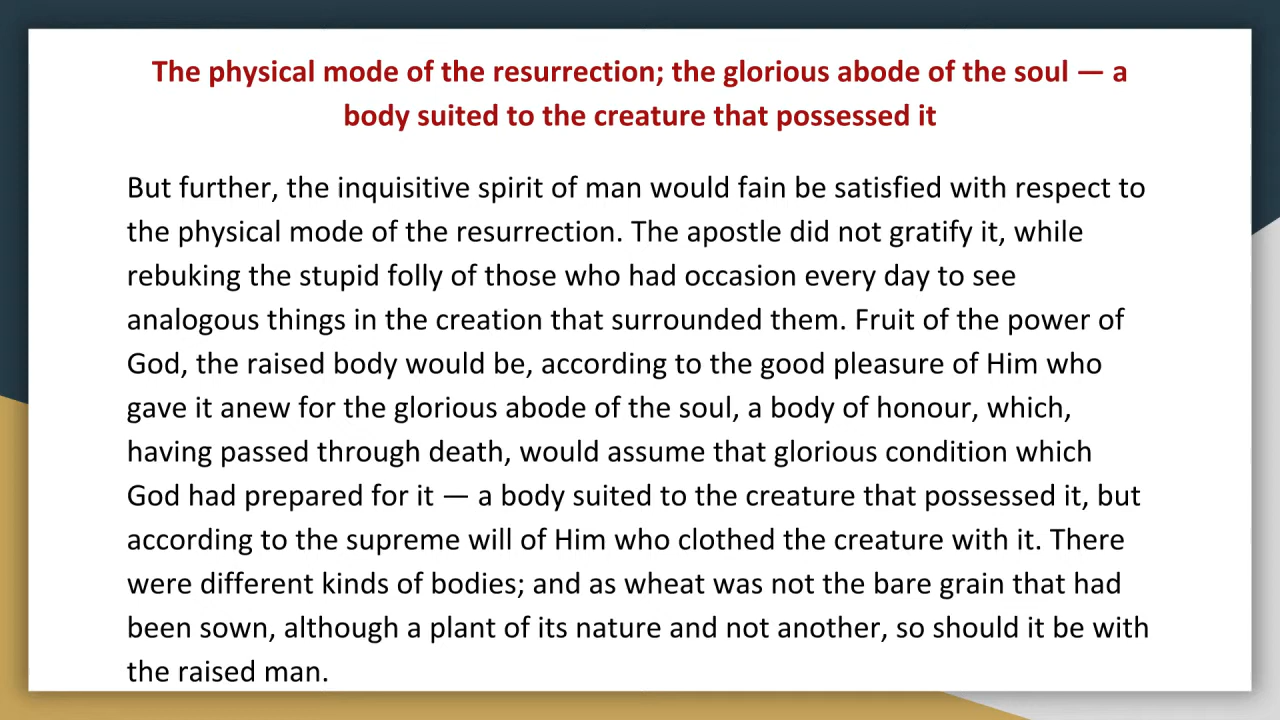 The physical mode of the resurrection; the glorious abode of the soul — a
body suited to the creature that possessed it
But further, the inquisitive spirit of man would fain be satisfied with respect to
the physical mode of the resurrection. The apostle did not gratify it, while
rebuking the stupid folly of those who had occasion every day to see
analogous things in the creation that surrounded them. Fruit of the power of
God, the raised body would be, according to the good pleasure of Him who
gave it anew for the glorious abode of the soul, a body of honour, which,
having passed through death, would assume that glorious condition which
God had prepared for it — a body suited to the creature that possessed it, but
according to the supreme will of Him who clothed the creature with it. There
were different kinds of bodies; and as wheat was not the bare grain that had
been sown, although a plant of its nature and not another, so should it be with
the raised man.